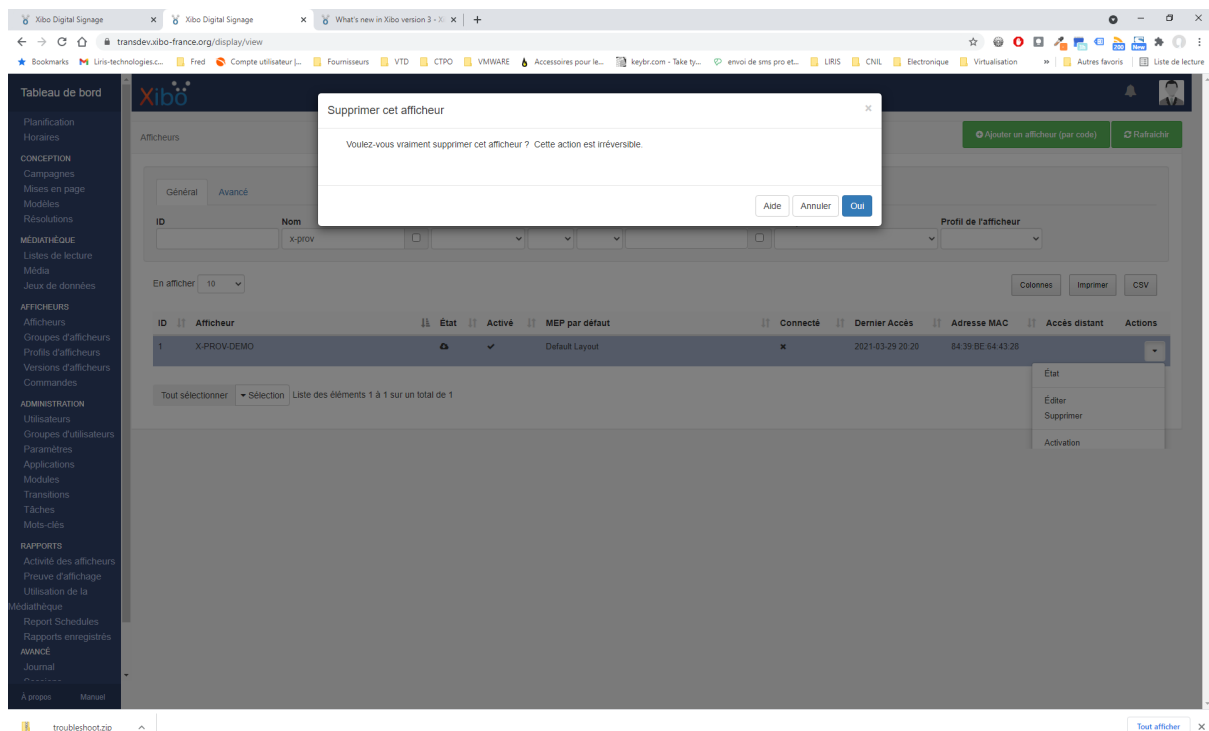 Xibo Digital Signage × Xibo Digital Signage × What's new in Xibo version 3 - Xi × +
transdev.xibo-france.org/display/view
Bookmarks Liris-technologies.c... Fred Compte utilisateur |... Fournisseurs VTD CTPO VMWARE Accessoires pour le... keybr.com - Take ty... envoi de sms pro et... LIRIS CNIL Electronique Virtualisation » Autres favoris Liste de lecture
200 New
Tableau de bord
Xibo
Planification
Horaires
CONCEPTION
Campagnes
Mises en page
Modèles
Résolutions
MÉDIATHÈQUE
Listes de lecture
Média
Jeux de données
AFFICHEURS
Afficheurs
Groupes d'afficheurs
Profils d'afficheurs
Versions d'afficheurs
Commandes
ADMINISTRATION
Utilisateurs
Groupes d'utilisateurs
Paramètres
Applications
Modules
Transitions
Tâches
Mots-clés
RAPPORTS
Activité des afficheurs
Preuve d'affichage
Utilisation de la
Médiathèque
Report Schedules
Rapports enregistrés
AVANCÉ
Journal
À propos Manuel
Supprimer cet afficheur ×
Voulez-vous vraiment supprimer cet afficheur ? Cette action est irréversible.
Aide Annuler Oui
Afficheurs
Ajouter un afficheur (par code) Rafraichir
Général Avancé
ID Nom Profil de l'afficheur
x-prov
En afficher 10
Colonnes Imprimer CSV
ID Afficheur État Activé MEP par défaut Connecté Dernier Accès Adresse MAC Accès distant Actions
1 X-PROV-DEMO Default Layout 2021-03-29 20:20 84:39:BE:64:43:28
État
Éditer
Supprimer
Activation
Tout sélectionner Sélection Liste des éléments 1 à 1 sur un total de 1
troubleshoot.zip
Tout afficher ×